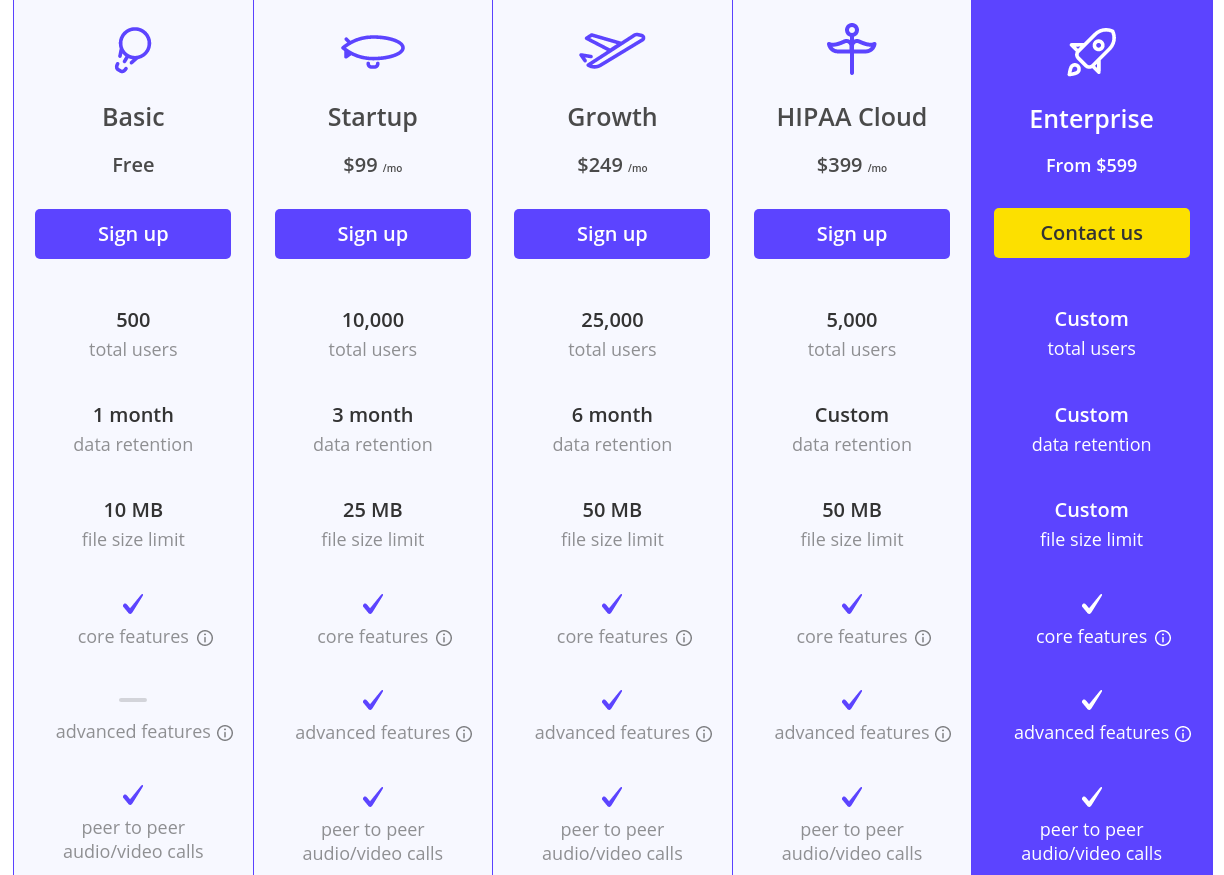 Basic
Free
Sign up
500
total users
1 month
data retention
10 MB
file size limit
core features
advanced features
peer to peer
audio/video calls
Startup
$99 /mo
Sign up
10,000
total users
3 month
data retention
25 MB
file size limit
core features
advanced features
peer to peer
audio/video calls
Growth
$249 /mo
Sign up
25,000
total users
6 month
data retention
50 MB
file size limit
core features
advanced features
peer to peer
audio/video calls
HIPAA Cloud
$399 /mo
Sign up
5,000
total users
Custom
data retention
50 MB
file size limit
core features
advanced features
peer to peer
audio/video calls
Enterprise
From $599
Contact us
Custom
total users
Custom
data retention
Custom
file size limit
core features
advanced features
peer to peer
audio/video calls